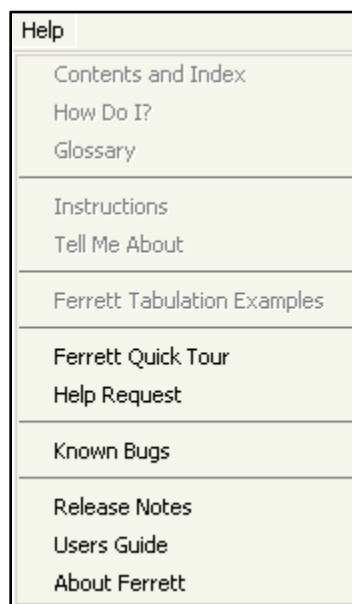 Help
Contents and Index
How Do I?
Glossary
Instructions
Tell Me About
Ferrett Tabulation Examples
Ferrett Quick Tour
Help Request
Known Bugs
Release Notes
Users Guide
About Ferrett